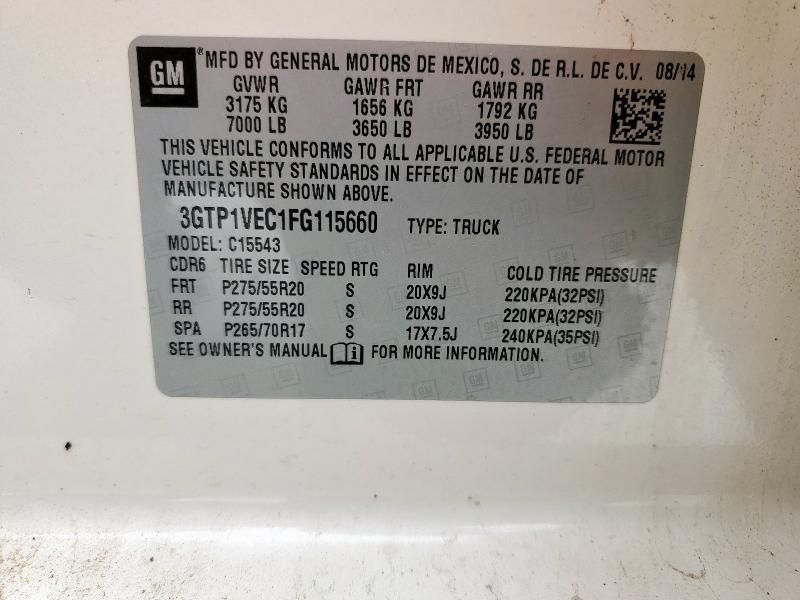 GM ® MFD BY GENERAL MOTORS DE MEXICO, S. DE R.L. DE C.V. 08/14
GVWR GAWR FRT GAWR RR
3175 KG 1656 KG 1792 KG
7000 LB 3650 LB 3950 LB
THIS VEHICLE CONFORMS TO ALL APPLICABLE U.S. FEDERAL MOTOR
VEHICLE SAFETY STANDARDS IN EFFECT ON THE DATE OF
MANUFACTURE SHOWN ABOVE.
3GTP1VEC1FG115660 TYPE: TRUCK
MODEL: C15543
CDR6 TIRE SIZE SPEED RTG RIM COLD TIRE PRESSURE
FRT P275/55R20 S 20X9J 220KPA(32PSI)
RR P275/55R20 S 20X9J 220KPA(32PSI)
SPA P265/70R17 S 17X7.5J 240KPA(35PSI)
SEE OWNER'S MANUAL i FOR MORE INFORMATION.